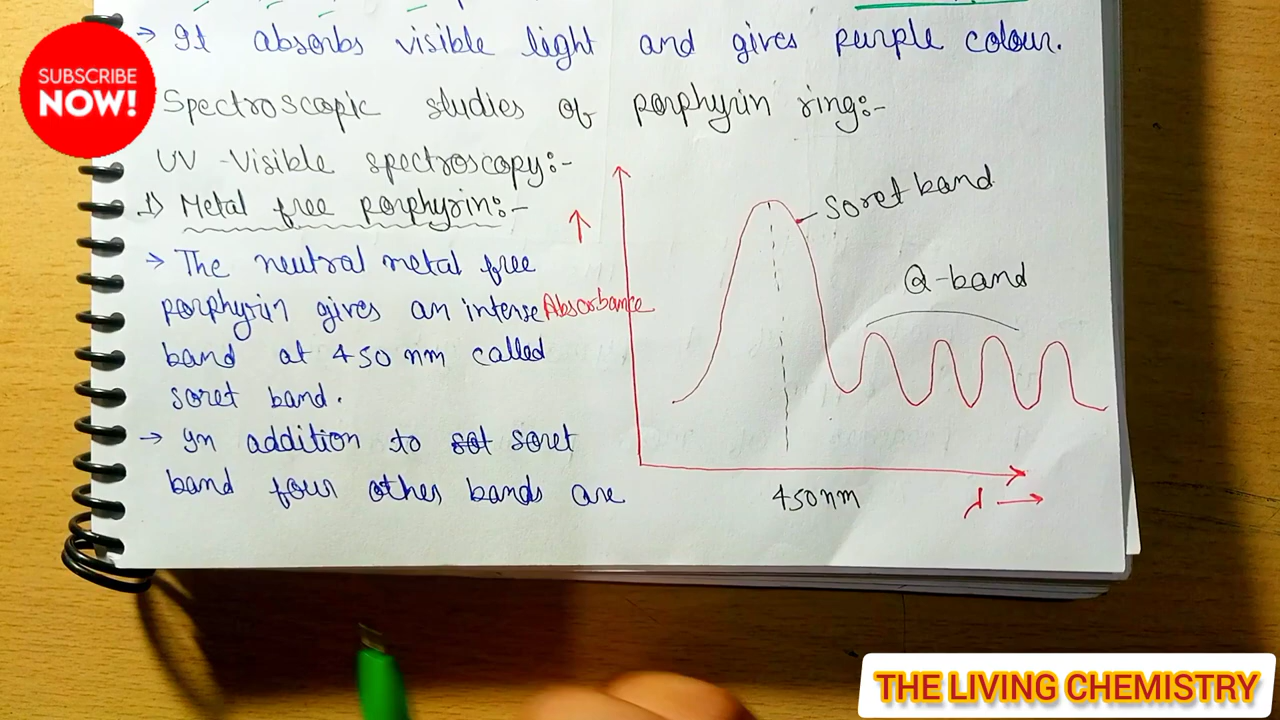 → It absorbs visible light and gives purple colour.
SUBSCRIBE
NOW!
Spectroscopic studies of porphyrin ring:-
UV-Visible spectroscopy:-
1) Metal free porphyrin:-
→ The neutral metal free
porphyrin gives an intense
band at 450 nm called
soret band.
→ In addition to sot soret
band four others bands are
Soret band
Q-band
↑
Absorbance
450nm
λ →
THE LIVING CHEMISTRY